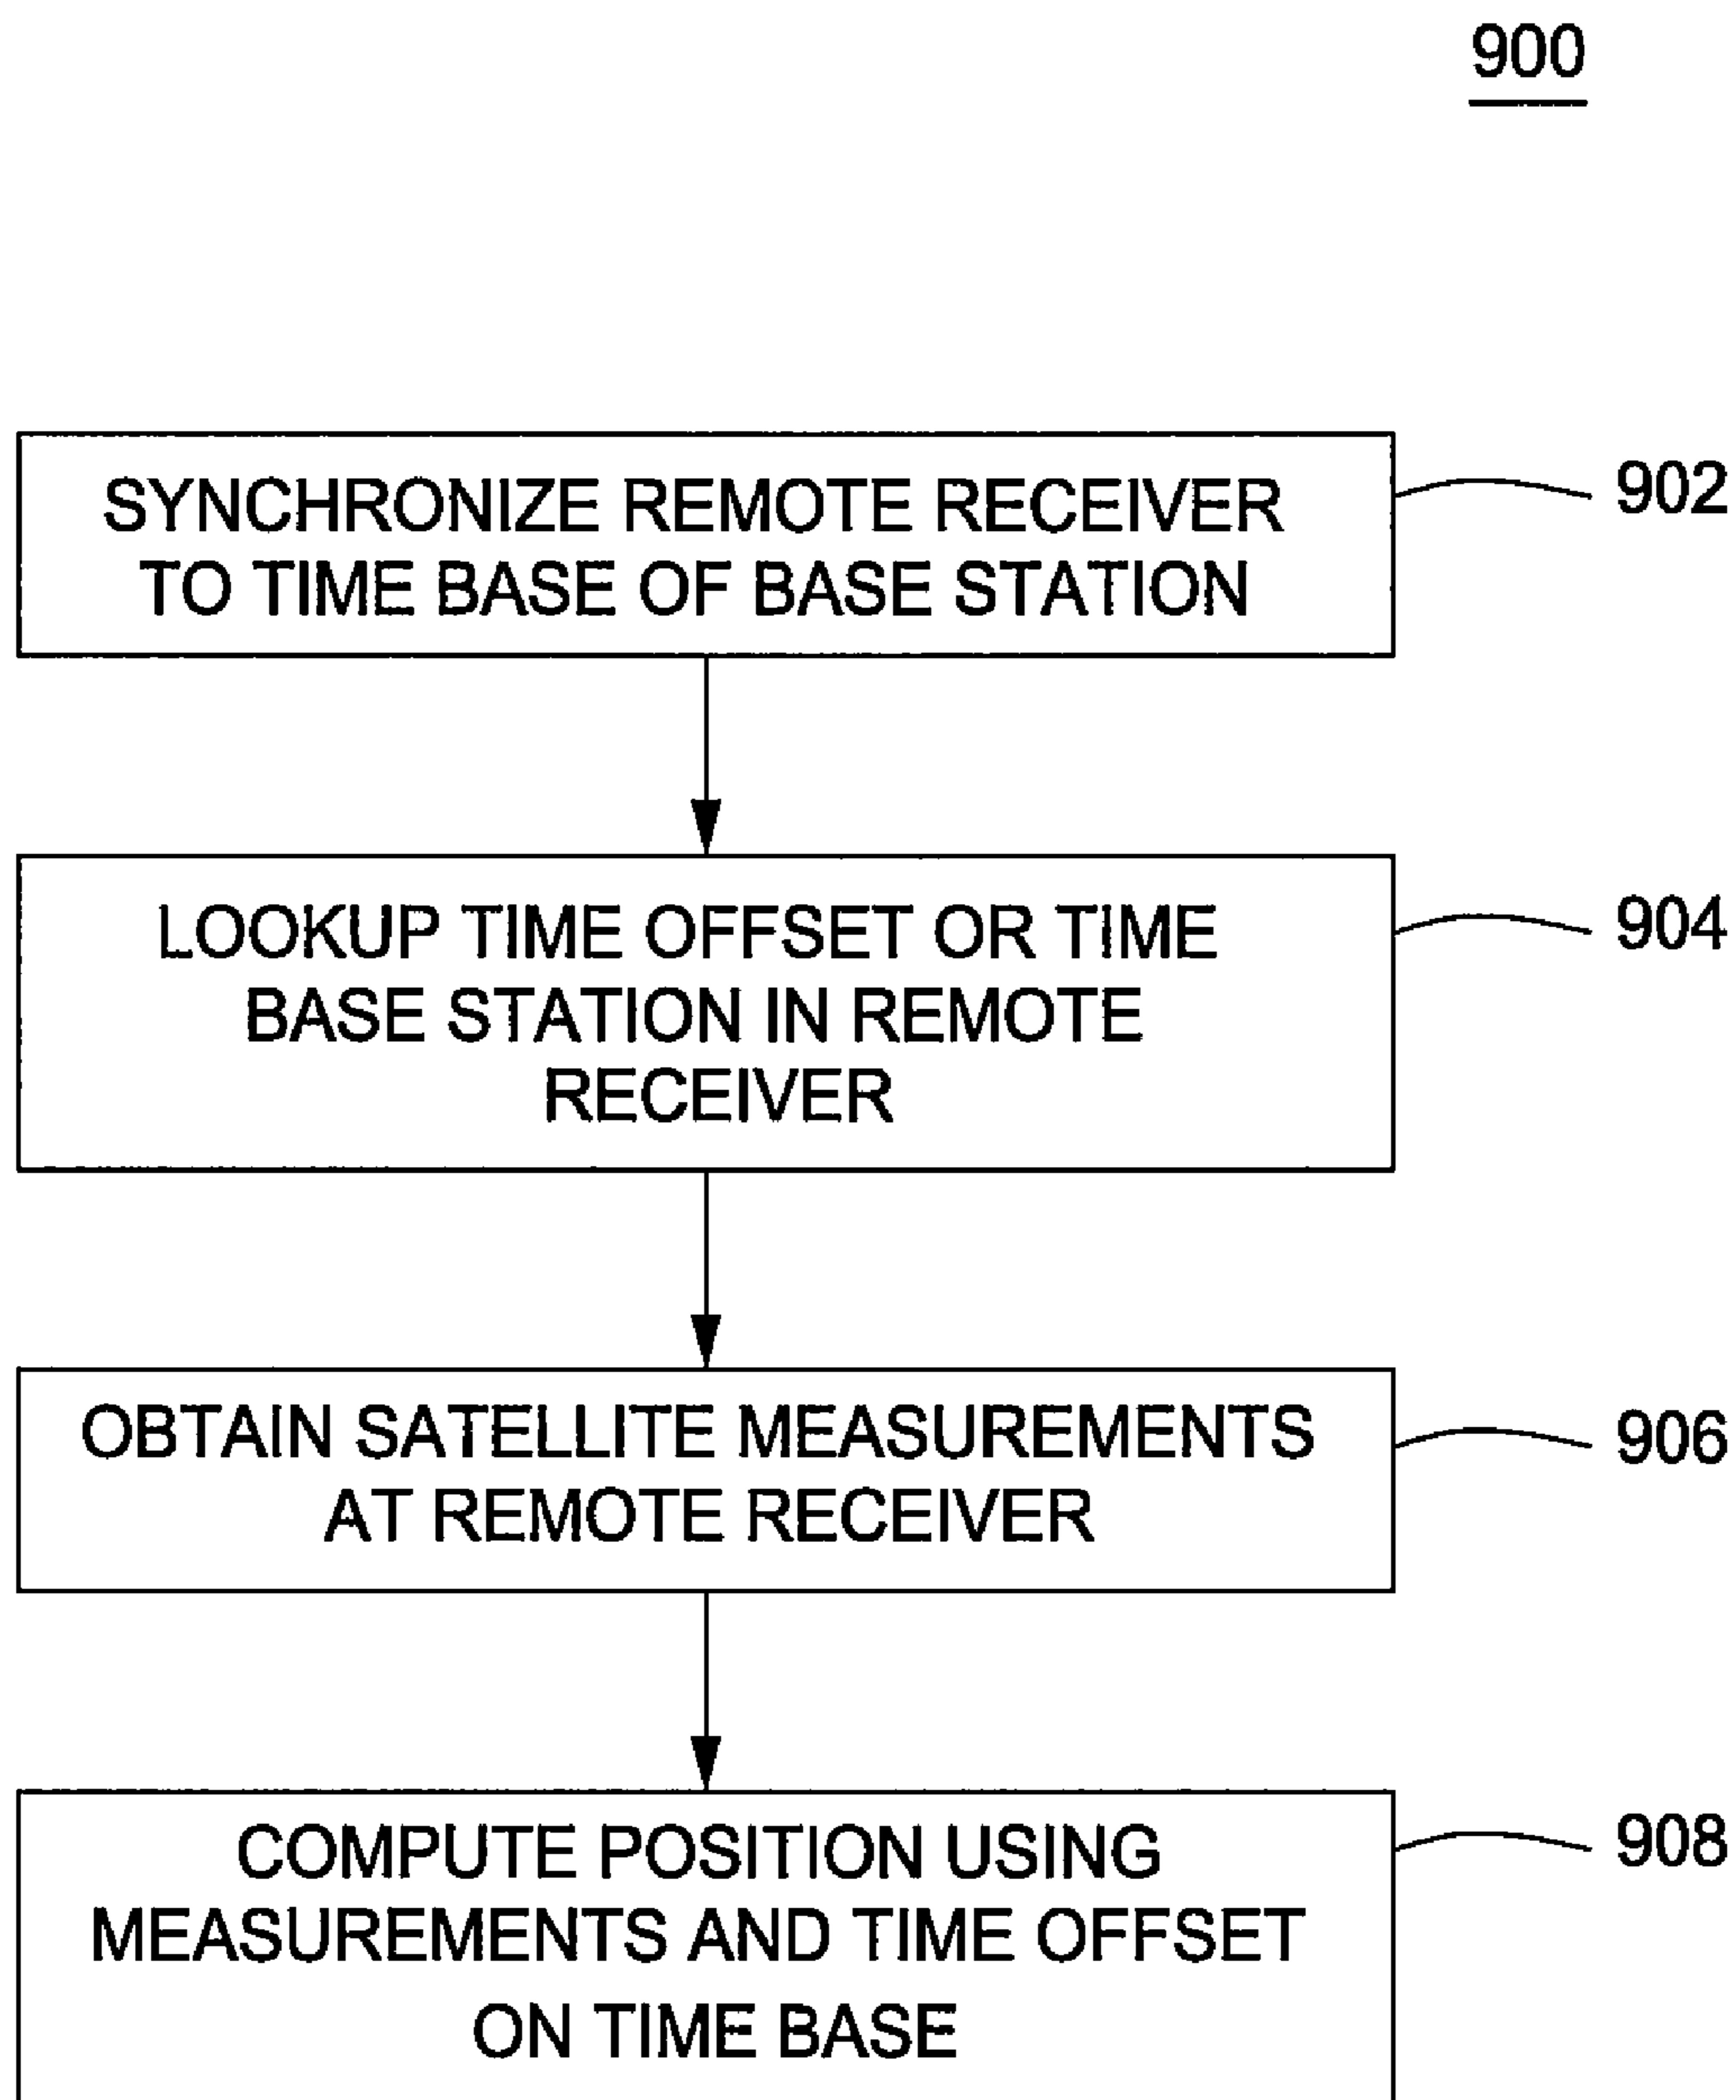 900
SYNCHRONIZE REMOTE RECEIVER
TO TIME BASE OF BASE STATION
902
LOOKUP TIME OFFSET OR TIME
BASE STATION IN REMOTE
RECEIVER
904
OBTAIN SATELLITE MEASUREMENTS
AT REMOTE RECEIVER
906
COMPUTE POSITION USING
MEASUREMENTS AND TIME OFFSET
ON TIME BASE
908